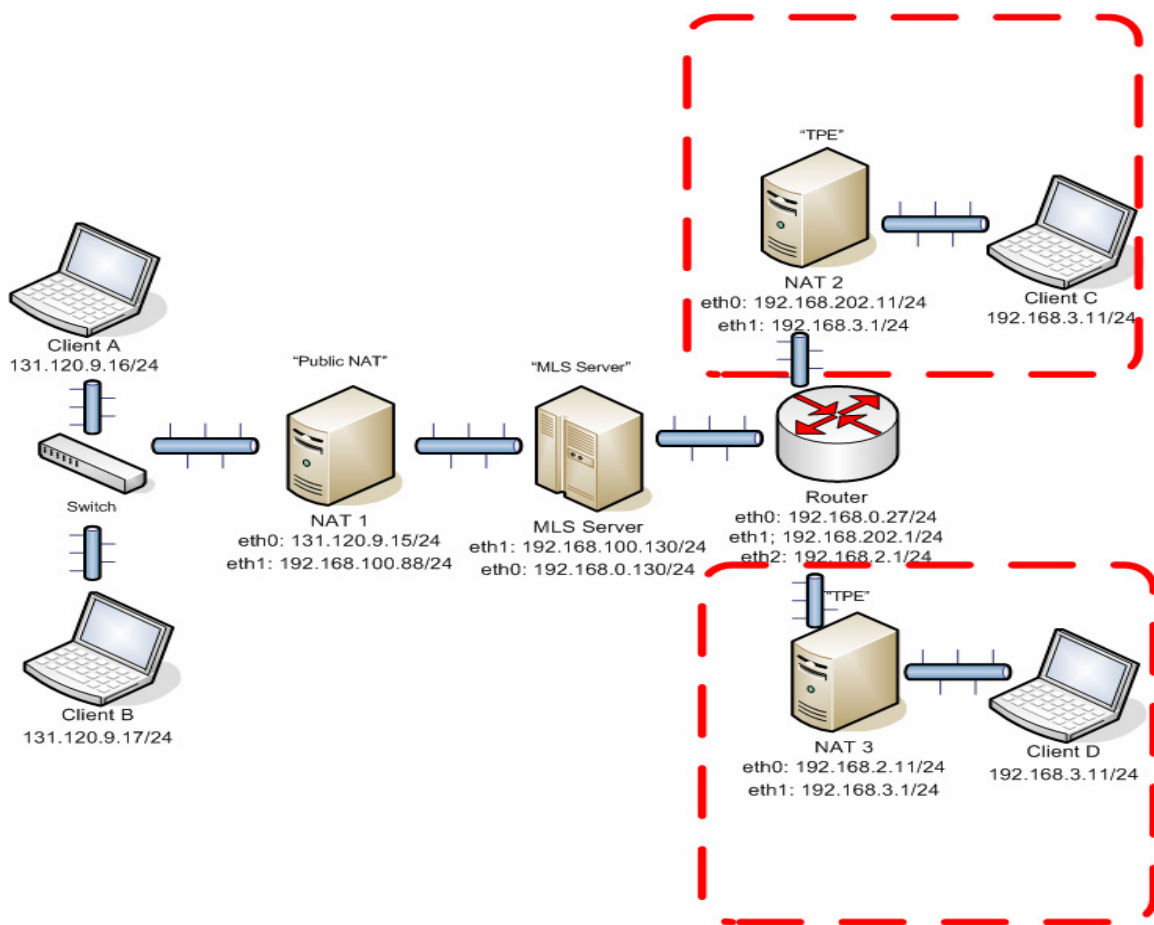 "TPE"
NAT 2
eth0: 192.168.202.11/24
eth1: 192.168.3.1/24
Client C
192.168.3.11/24
Client A
131.120.9.16/24
Switch
Client B
131.120.9.17/24
"Public NAT"
NAT 1
eth0: 131.120.9.15/24
eth1: 192.168.100.88/24
"MLS Server"
MLS Server
eth1: 192.168.100.130/24
eth0: 192.168.0.130/24
Router
eth0: 192.168.0.27/24
eth1; 192.168.202.1/24
eth2: 192.168.2.1/24
"TPE"
NAT 3
eth0: 192.168.2.11/24
eth1: 192.168.3.1/24
Client D
192.168.3.11/24